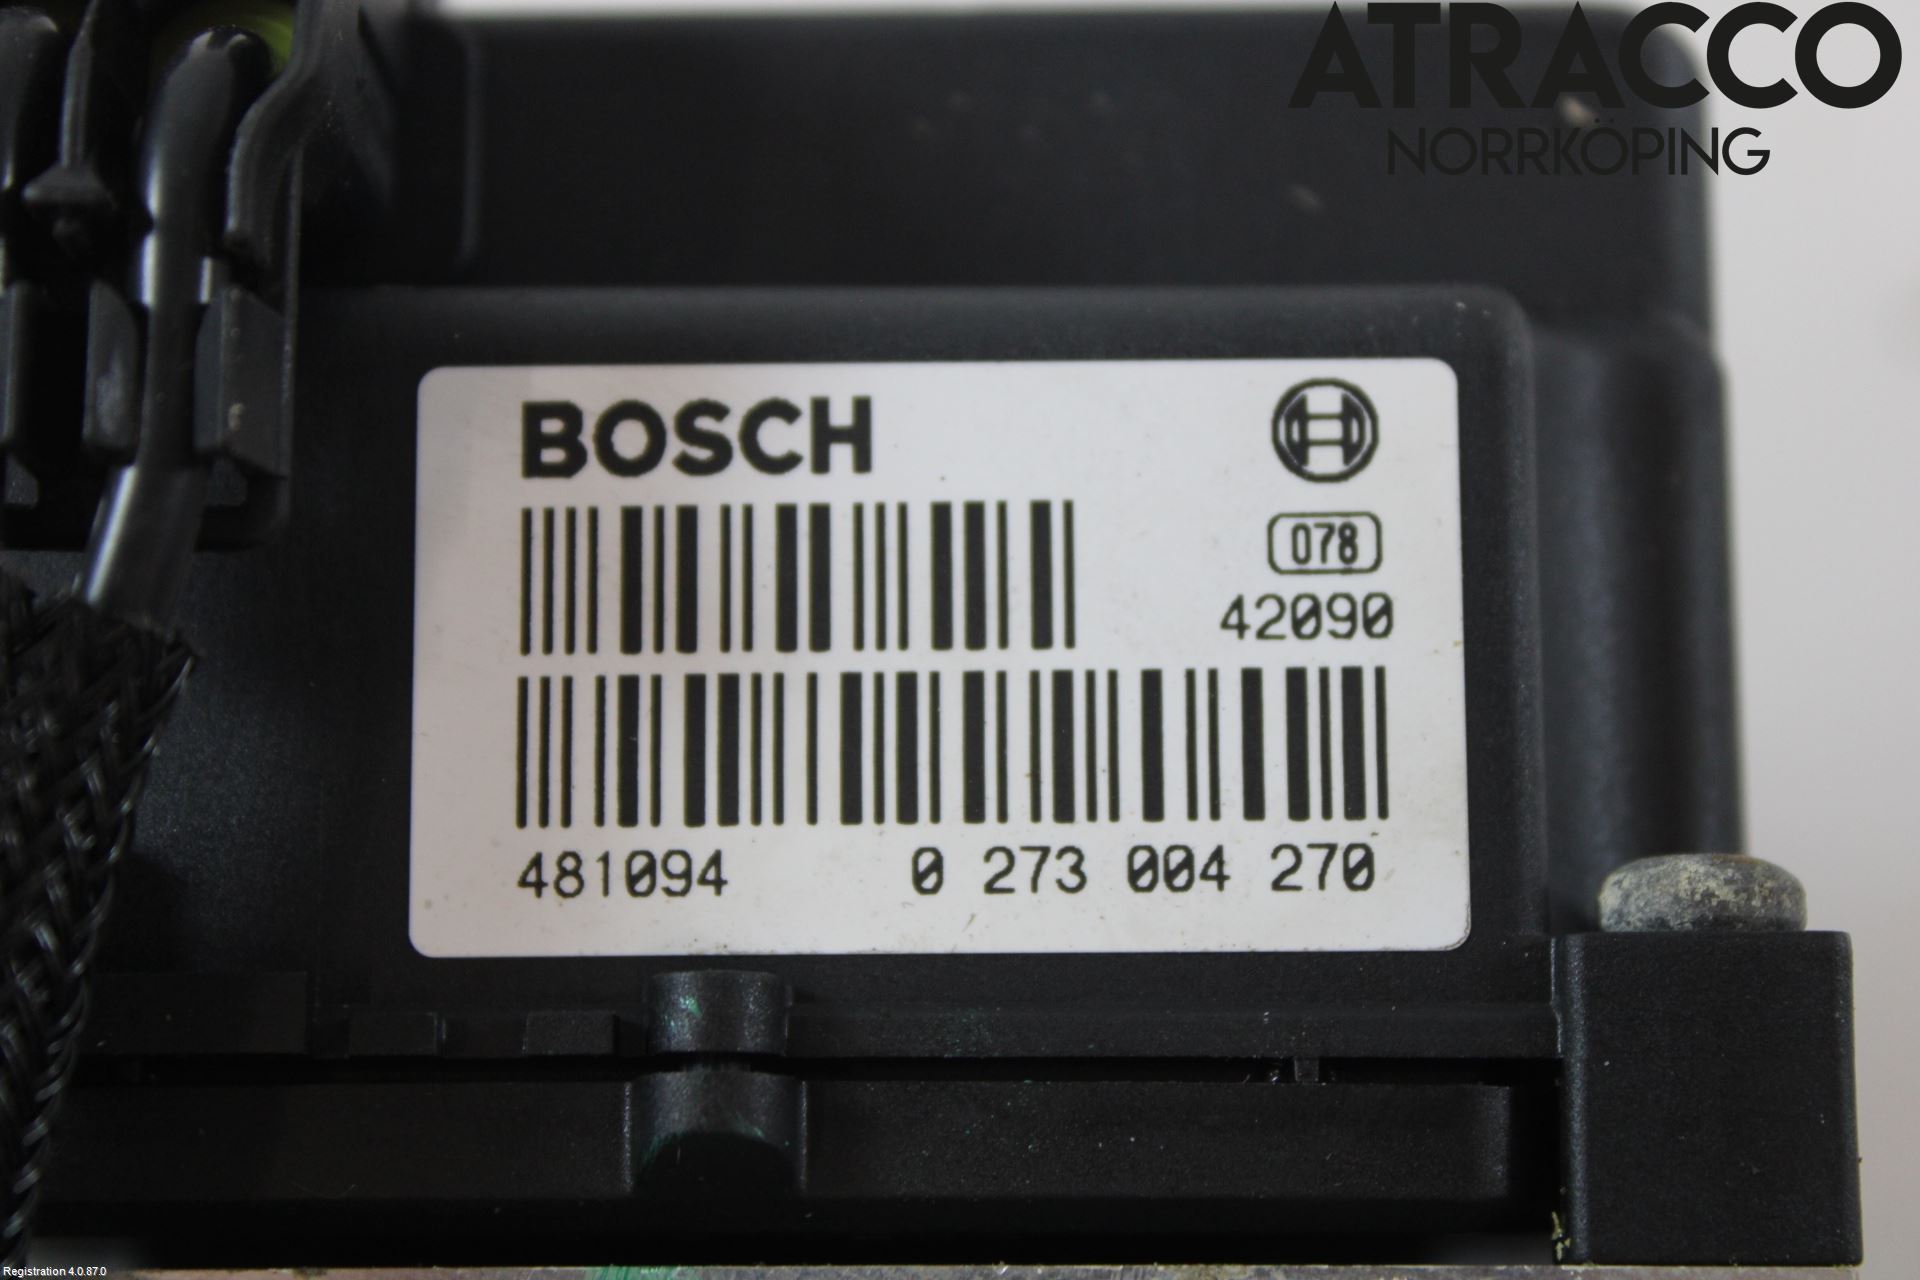 ATRACCO
NORRKÖPING
BOSCH
078
42090
481094 0 273 004 270
Registration 4.0.87.0